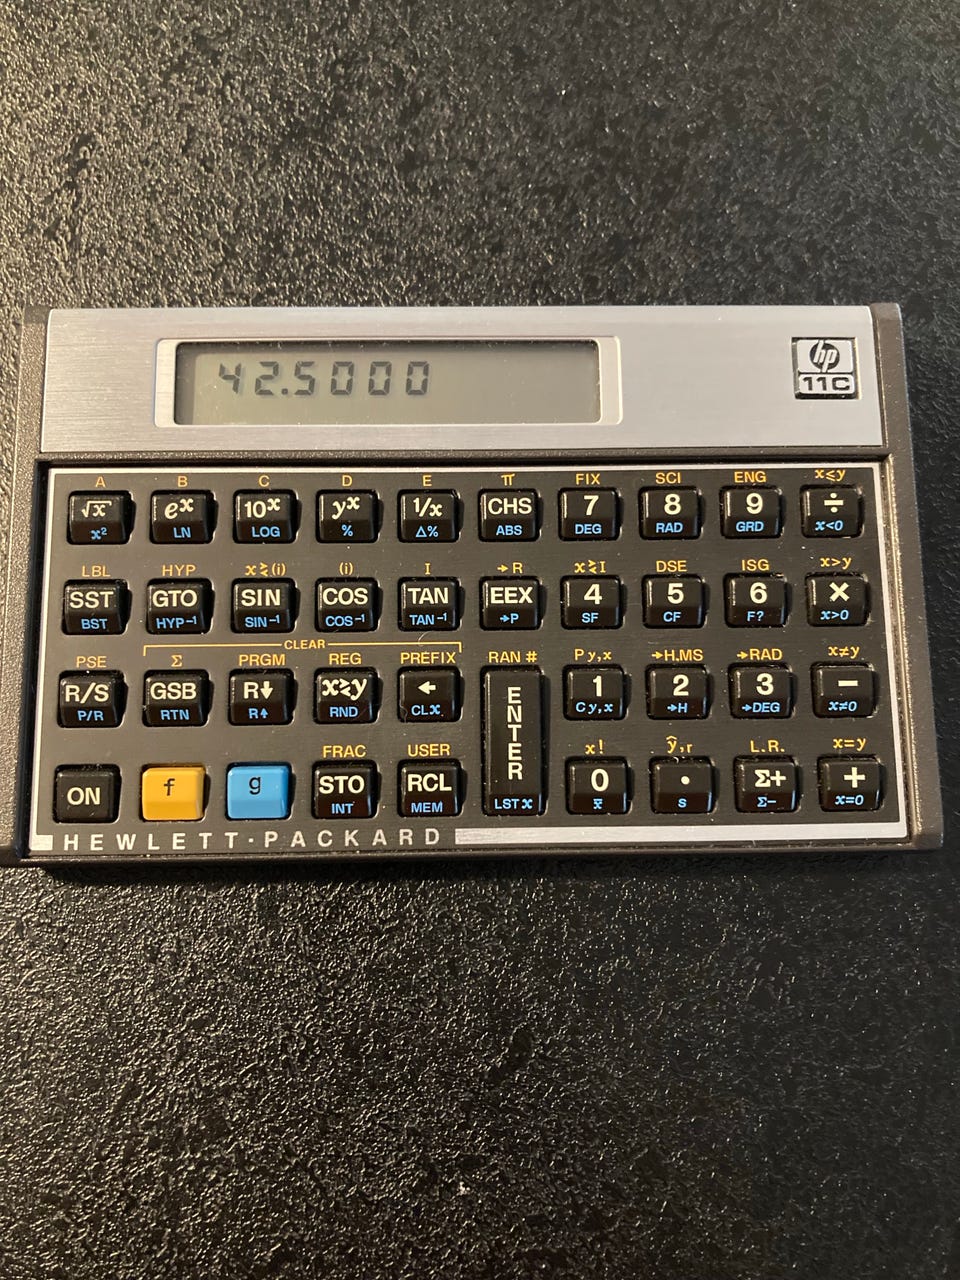 42.5000
hp
11C
A B C D E π FIX SCI ENG x≤y
√x eˣ 10ˣ yˣ 1/x CHS 7 8 9 ÷
x² LN LOG % Δ% ABS DEG RAD GRD x<0
LBL HYP x≷(i) (i) I →R x≷I DSE ISG x>y
SST GTO SIN COS TAN EEX 4 5 6 ×
BST HYP⁻¹ SIN⁻¹ COS⁻¹ TAN⁻¹ →P SF CF F? x>0
CLEAR
PSE Σ PRGM REG PREFIX RAN # Py,x →H.MS →RAD x≠y
R/S GSB R↓ x≷y ← ENTER 1 2 3 −
P/R RTN R↑ RND CLx Cy,x →H →DEG x≠0
FRAC USER x! ŷ,r L.R. x=y
ON f g STO RCL 0 · Σ+ +
INT MEM LSTx x̅ s Σ− x=0
HEWLETT·PACKARD